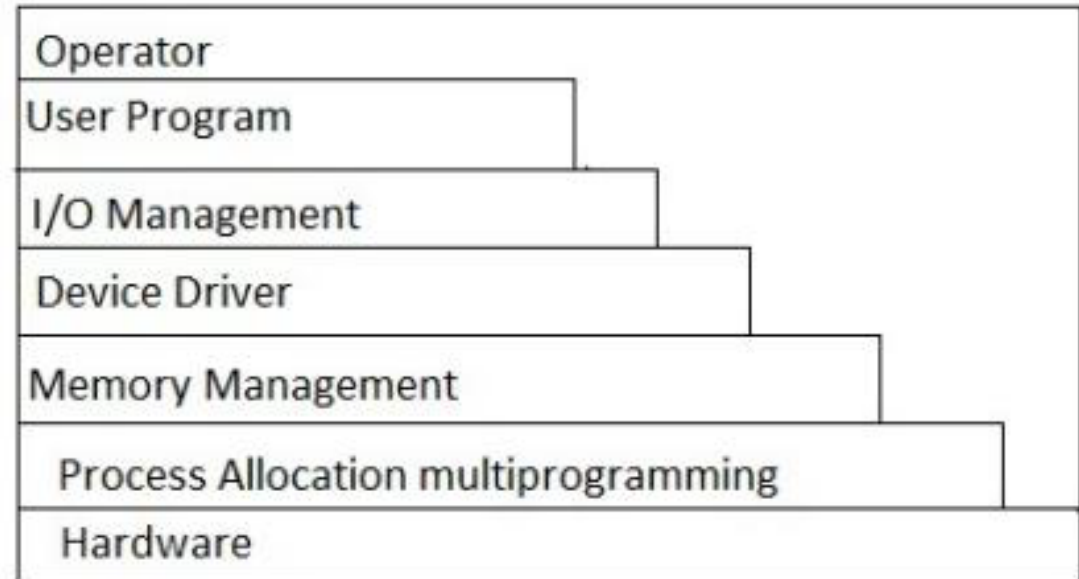 Operator
User Program
I/O Management
Device Driver
Memory Management
Process Allocation multiprogramming
Hardware